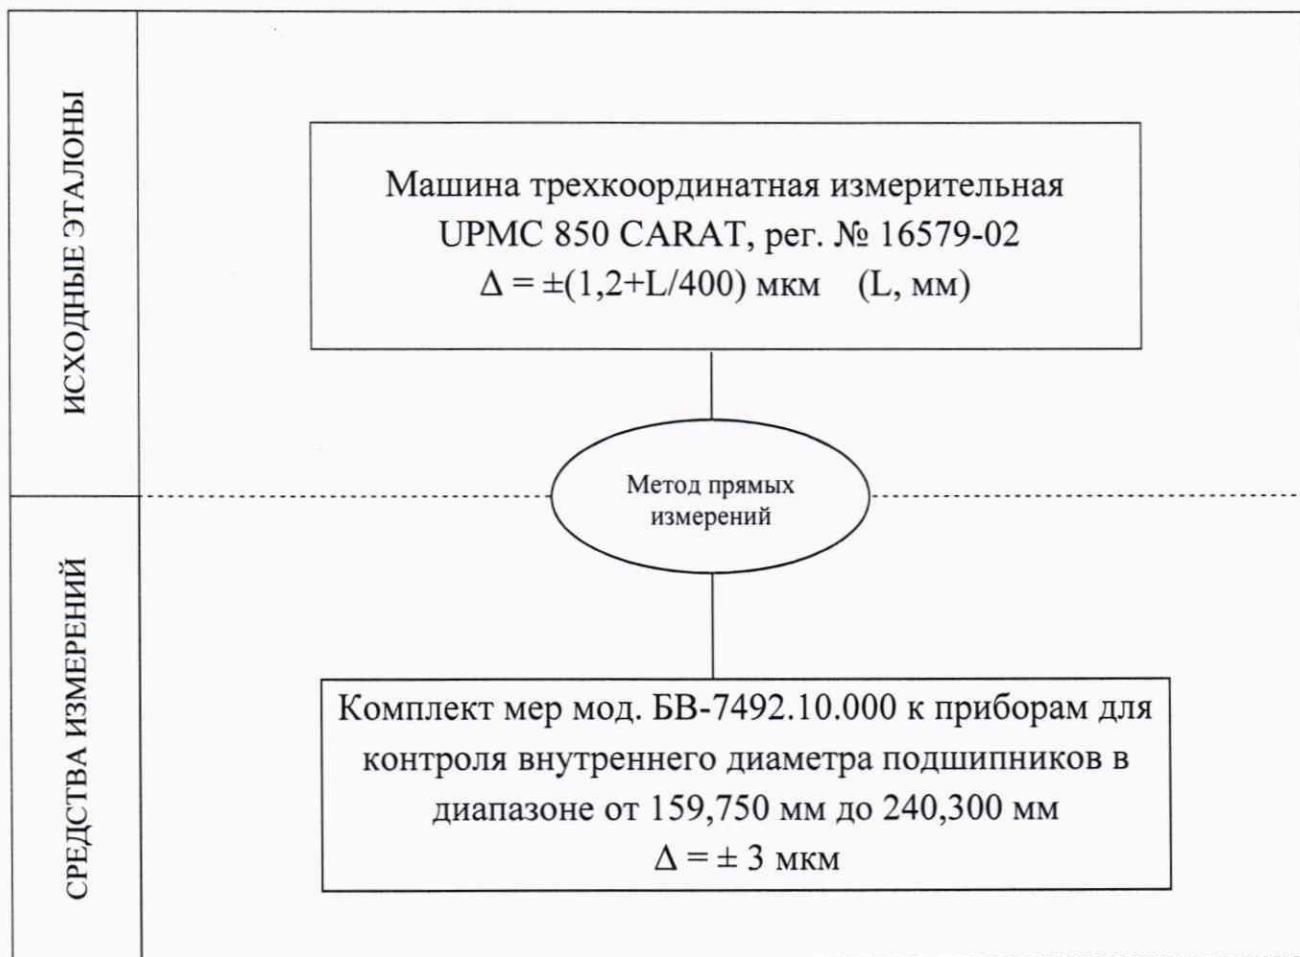 ИСХОДНЫЕ ЭТАЛОНЫ
Машина трехкоординатная измерительная
UPMC 850 CARAT, рег. № 16579-02
Δ = ±(1,2+L/400) мкм (L, мм)
Метод прямых
измерений
СРЕДСТВА ИЗМЕРЕНИЙ
Комплект мер мод. БВ-7492.10.000 к приборам для
контроля внутреннего диаметра подшипников в
диапазоне от 159,750 мм до 240,300 мм
Δ = ± 3 мкм